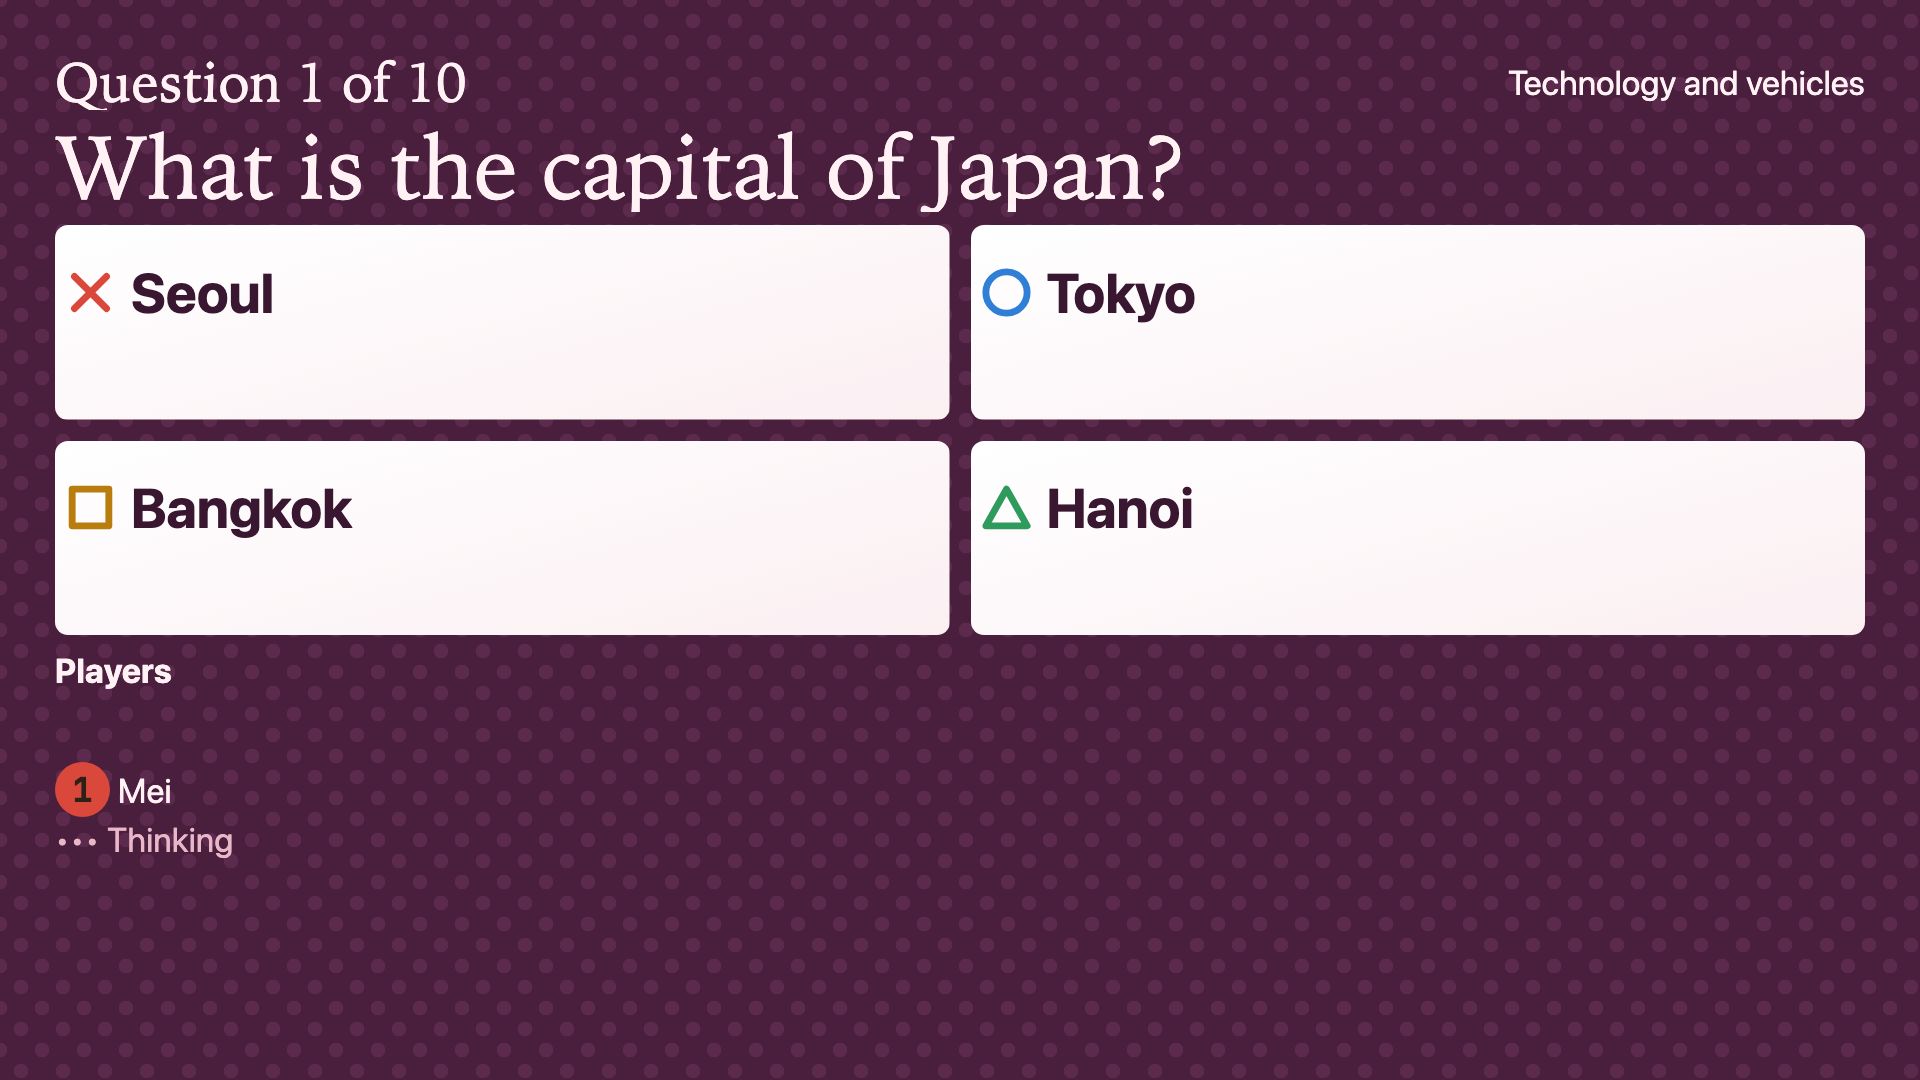 Question 1 of 10
Technology and vehicles
What is the capital of Japan?
Seoul
Tokyo
Bangkok
Hanoi
Players
1 Mei
... Thinking